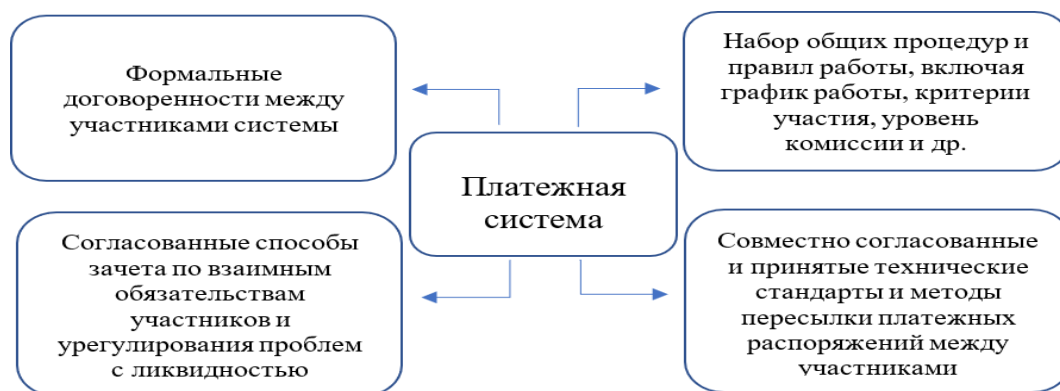 Формальные
договоренности между
участниками системы
Набор общих процедур и
правил работы, включая
график работы, критерии
участия, уровень
комиссии и др.
Платежная
система
Согласованные способы
зачета по взаимным
обязательствам
участников и
урегулирования проблем
с ликвидностью
Совместно согласованные
и принятые технические
стандарты и методы
пересылки платежных
распоряжений между
участниками